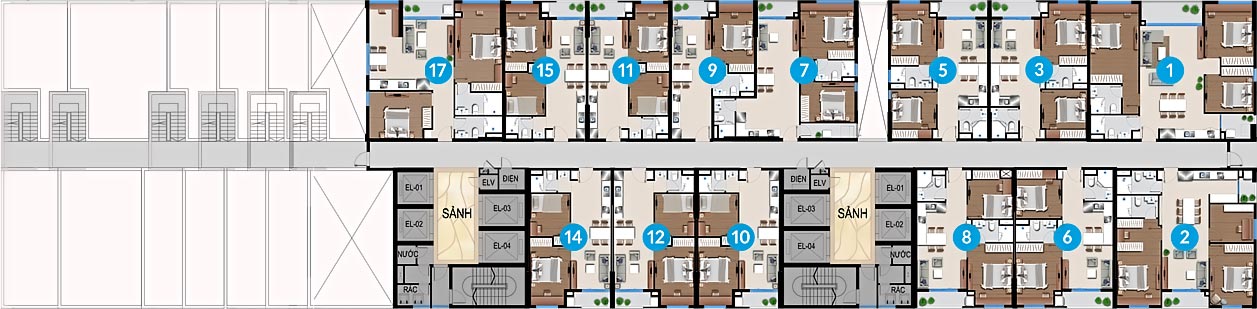 17
15
11
9
7
5
3
1
EL-01
EL-02
NƯỚC
RÁC
SẢNH
ELV
ĐIỆN
EL-03
EL-04
14
12
10
ĐIỆN
ELV
EL-03
EL-04
SẢNH
EL-01
EL-02
NƯỚC
RÁC
8
6
2